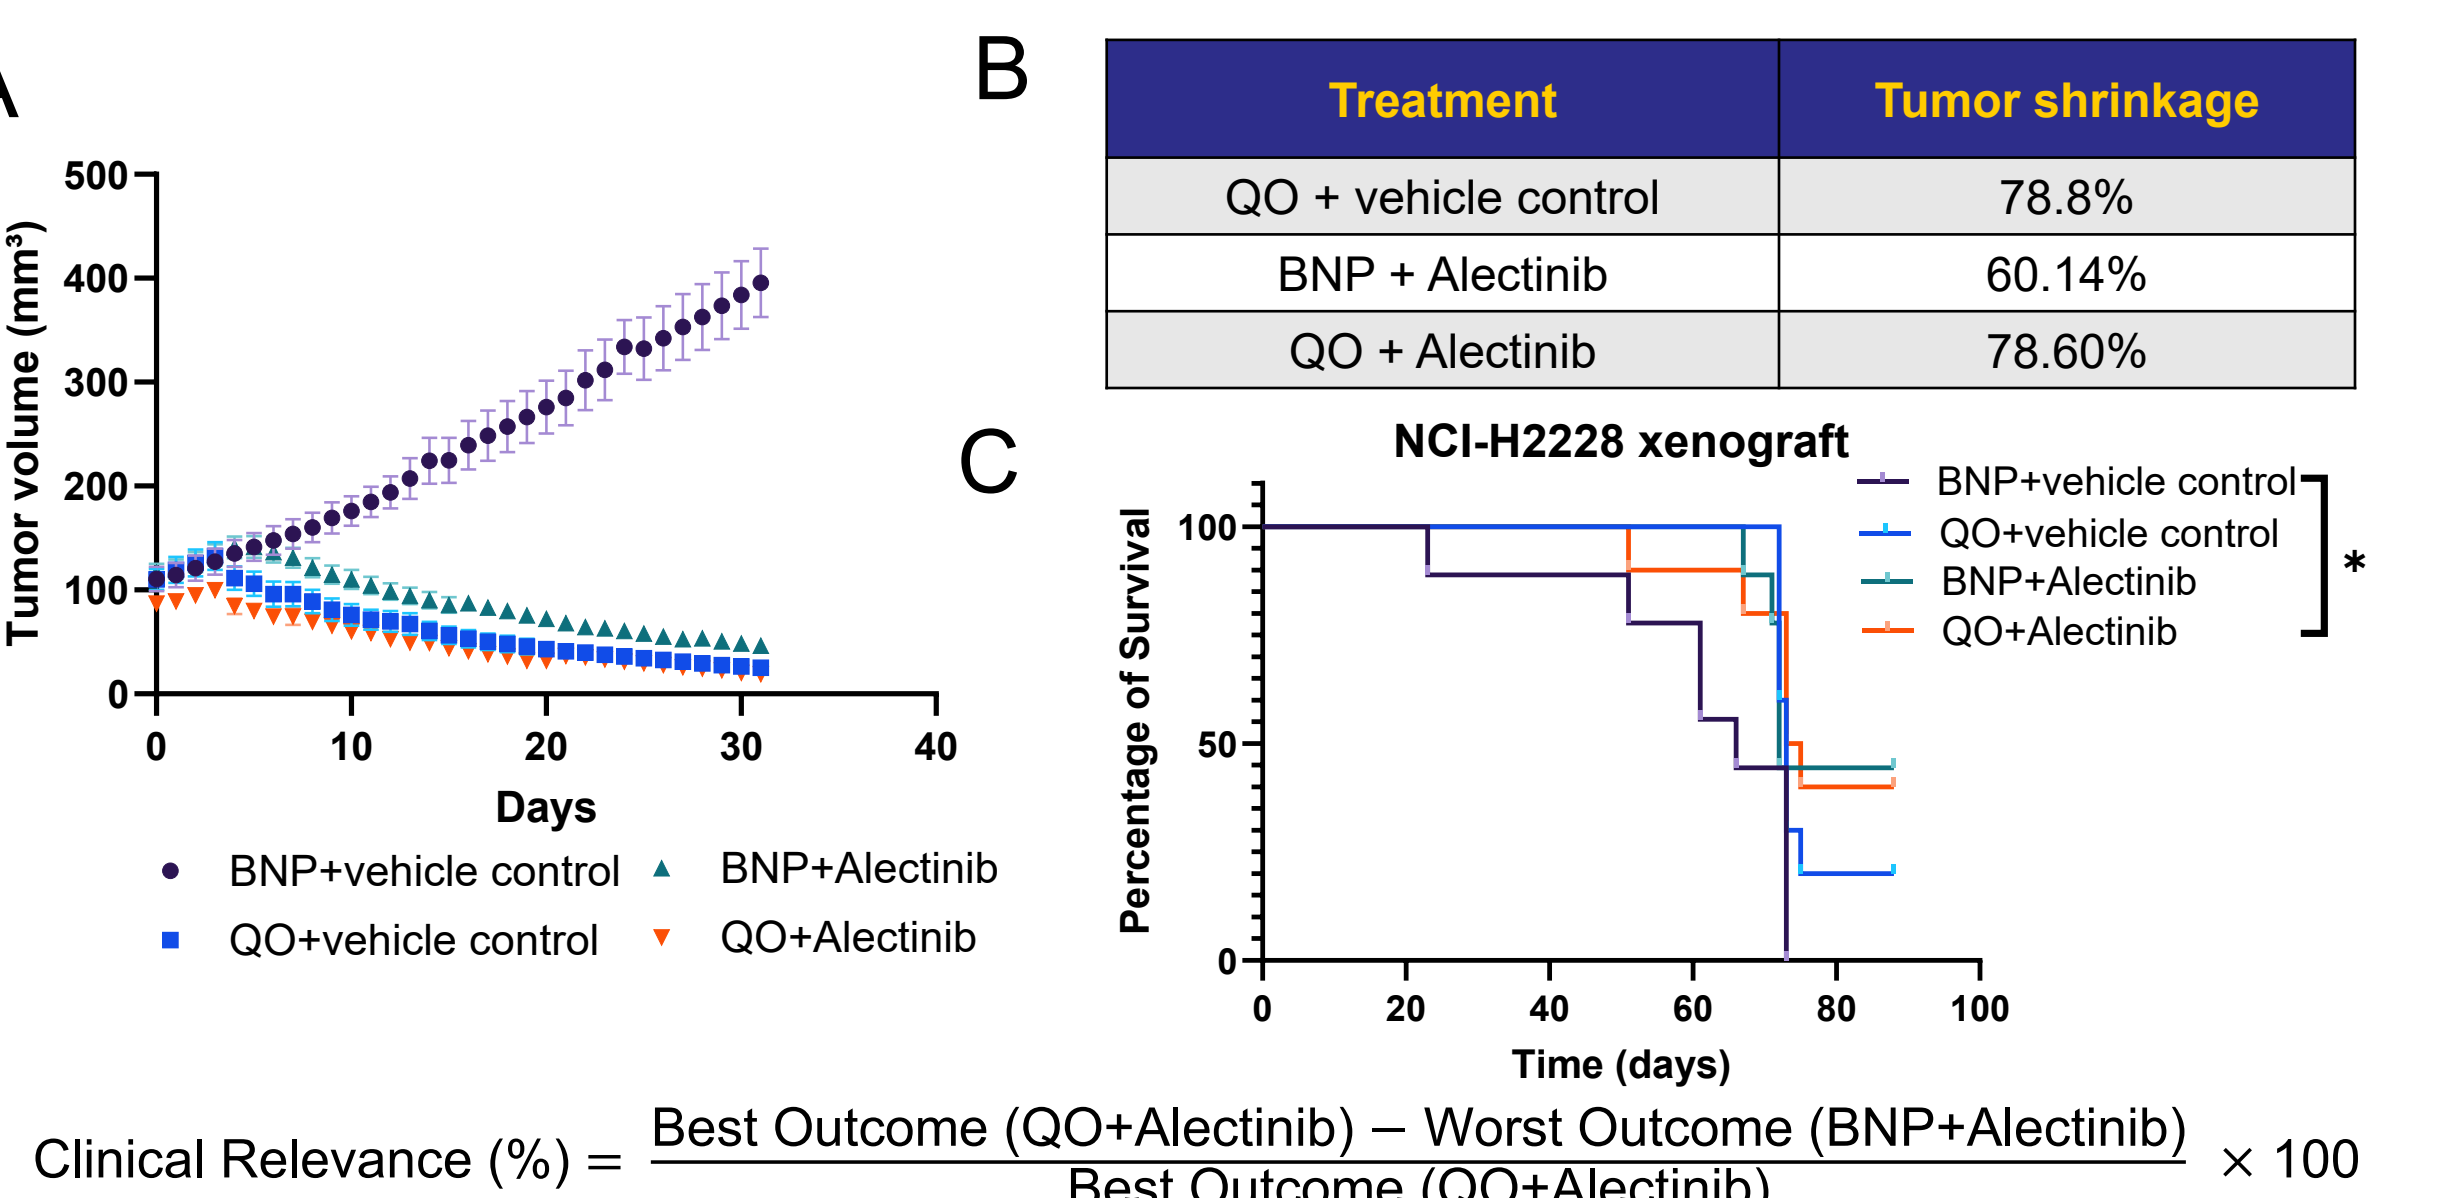 A
500
400
300
200
100
0
Tumor volume (mm³)
0 10 20 30 40
Days
BNP+vehicle control BNP+Alectinib
QO+vehicle control QO+Alectinib
B
Treatment Tumor shrinkage
QO + vehicle control 78.8%
BNP + Alectinib 60.14%
QO + Alectinib 78.60%
C
NCI-H2228 xenograft
BNP+vehicle control
QO+vehicle control
BNP+Alectinib
QO+Alectinib
*
100
50
0
Percentage of Survival
0 20 40 60 80 100
Time (days)
Clinical Relevance (%) = Best Outcome (QO+Alectinib) − Worst Outcome (BNP+Alectinib) × 100
Best Outcome (QO+Alectinib)